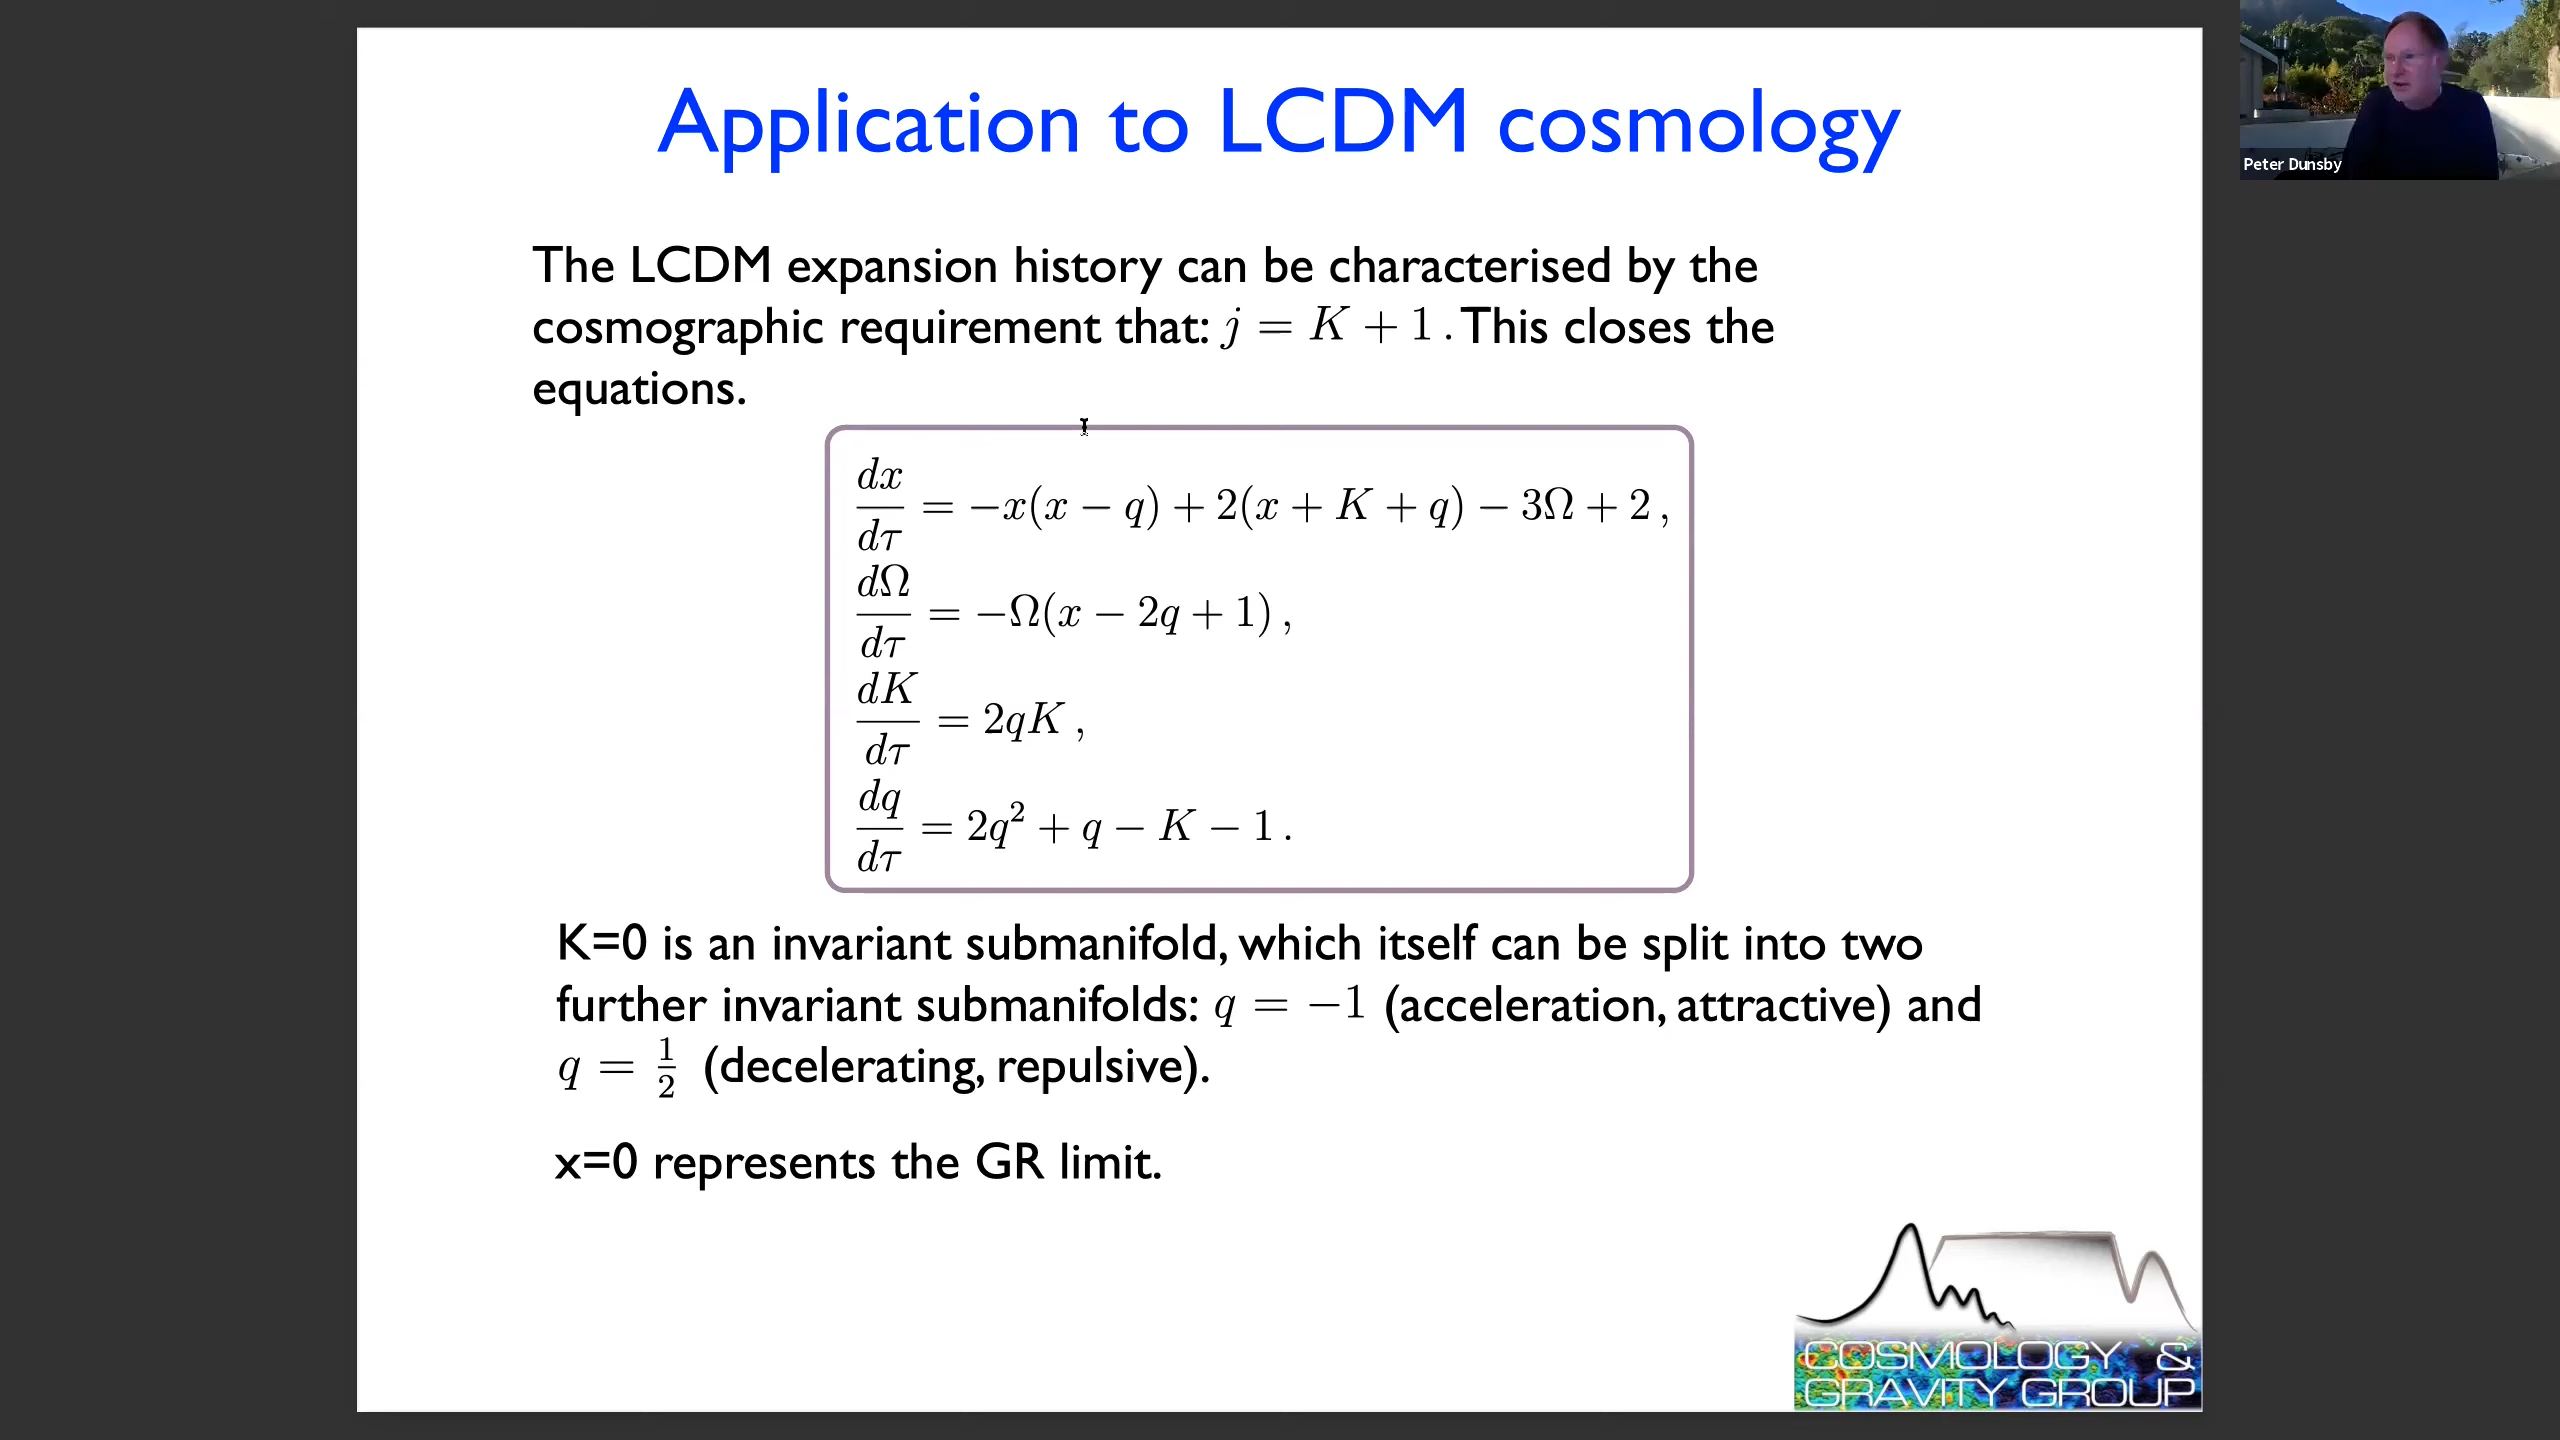 Application to LCDM cosmology
Peter Dunsby
The LCDM expansion history can be characterised by the
cosmographic requirement that: j = K + 1 . This closes the
equations.
dx/dτ = −x(x − q) + 2(x + K + q) − 3Ω + 2 ,
dΩ/dτ = −Ω(x − 2q + 1) ,
dK/dτ = 2qK ,
dq/dτ = 2q² + q − K − 1 .
K=0 is an invariant submanifold, which itself can be split into two
further invariant submanifolds: q = −1 (acceleration, attractive) and
q = 1/2 (decelerating, repulsive).
x=0 represents the GR limit.
COSMOLOGY &
GRAVITY GROUP